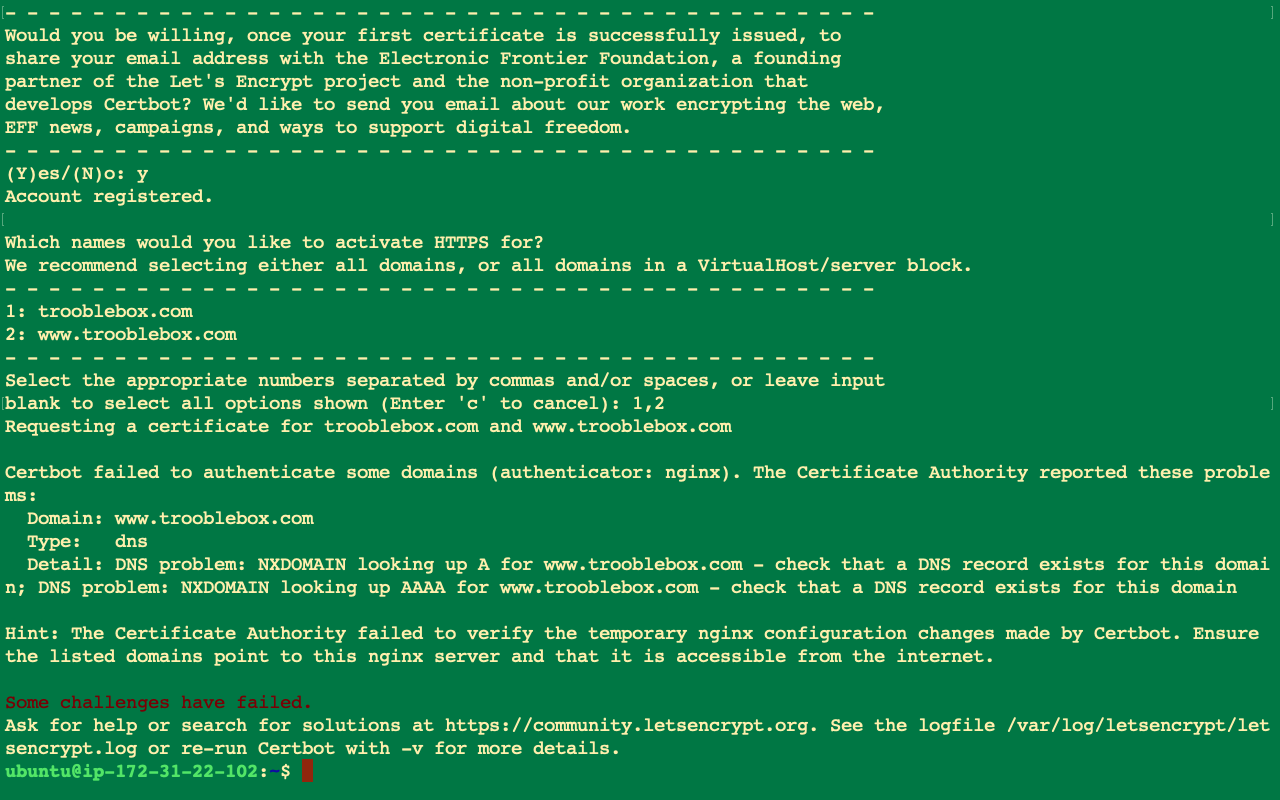 - - - - - - - - - - - - - - - - - - - - - - - - - - - - - - - - - - - - - - - -
Would you be willing, once your first certificate is successfully issued, to
share your email address with the Electronic Frontier Foundation, a founding
partner of the Let's Encrypt project and the non-profit organization that
develops Certbot? We'd like to send you email about our work encrypting the web,
EFF news, campaigns, and ways to support digital freedom.
- - - - - - - - - - - - - - - - - - - - - - - - - - - - - - - - - - - - - - - -
(Y)es/(N)o: y
Account registered.
Which names would you like to activate HTTPS for?
We recommend selecting either all domains, or all domains in a VirtualHost/server block.
- - - - - - - - - - - - - - - - - - - - - - - - - - - - - - - - - - - - - - - -
1: trooblebox.com
2: www.trooblebox.com
- - - - - - - - - - - - - - - - - - - - - - - - - - - - - - - - - - - - - - - -
Select the appropriate numbers separated by commas and/or spaces, or leave input
blank to select all options shown (Enter 'c' to cancel): 1,2
Requesting a certificate for trooblebox.com and www.trooblebox.com
Certbot failed to authenticate some domains (authenticator: nginx). The Certificate Authority reported these proble
ms:
Domain: www.trooblebox.com
Type:   dns
Detail: DNS problem: NXDOMAIN looking up A for www.trooblebox.com - check that a DNS record exists for this domai
n; DNS problem: NXDOMAIN looking up AAAA for www.trooblebox.com - check that a DNS record exists for this domain
Hint: The Certificate Authority failed to verify the temporary nginx configuration changes made by Certbot. Ensure
the listed domains point to this nginx server and that it is accessible from the internet.
Some challenges have failed.
Ask for help or search for solutions at https://community.letsencrypt.org. See the logfile /var/log/letsencrypt/let
sencrypt.log or re-run Certbot with -v for more details.
ubuntu@ip-172-31-22-102:~$